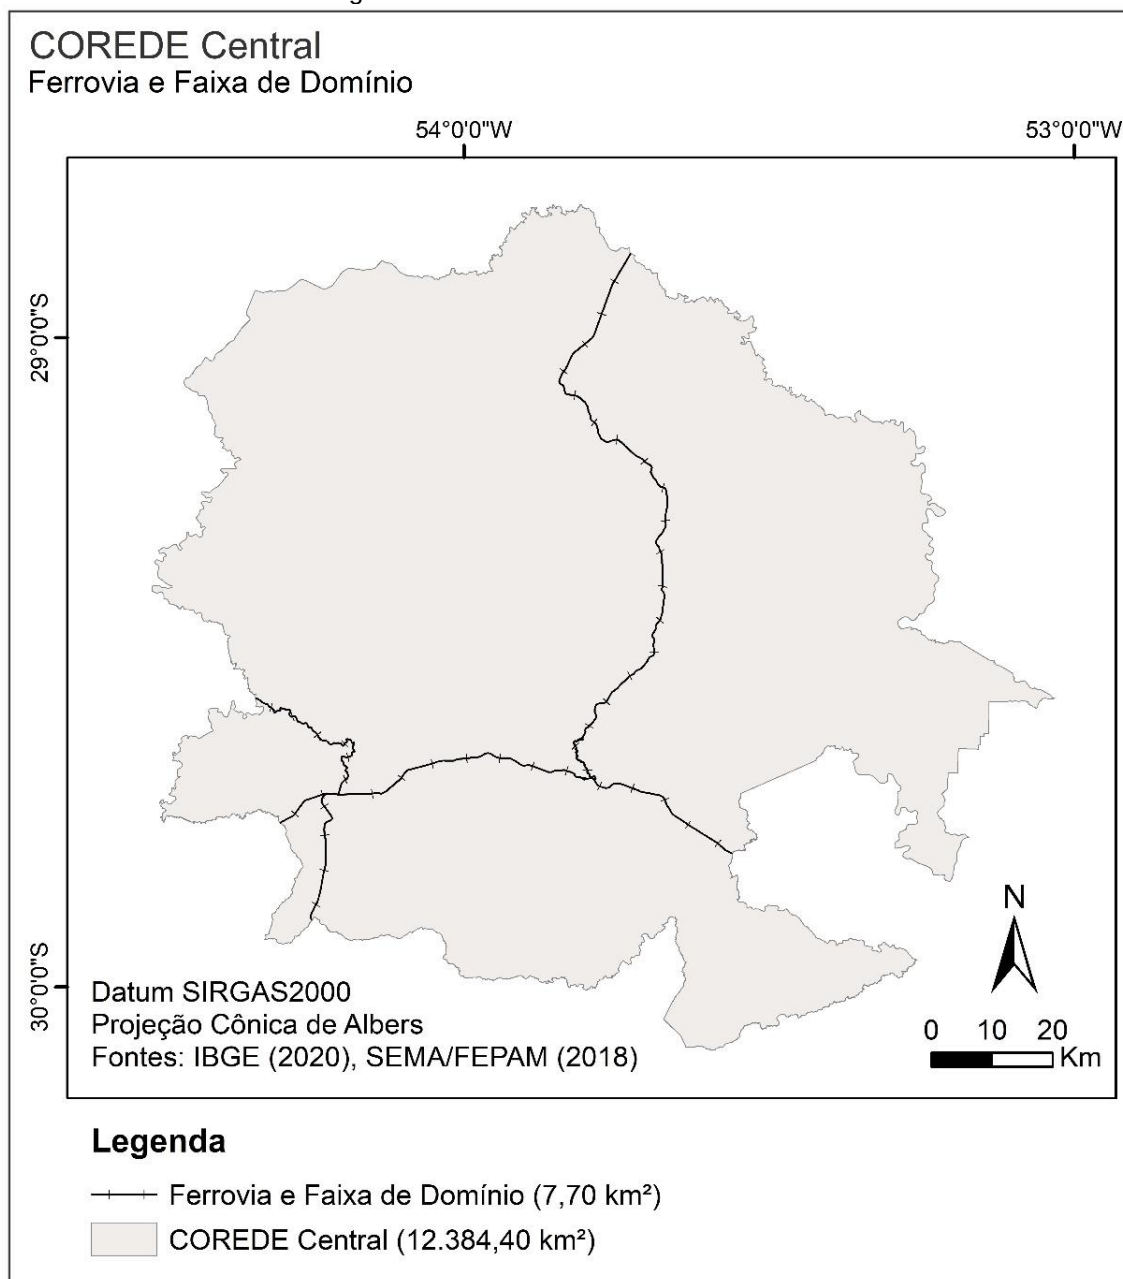 COREDE Central
Ferrovia e Faixa de Domínio
54°0'0"W
53°0'0"W
29°0'0"S
30°0'0"S
N
Datum SIRGAS2000
Projeção Cônica de Albers
Fontes: IBGE (2020), SEMA/FEPAM (2018)
0 10 20
Km
Legenda
Ferrovia e Faixa de Domínio (7,70 km²)
COREDE Central (12.384,40 km²)